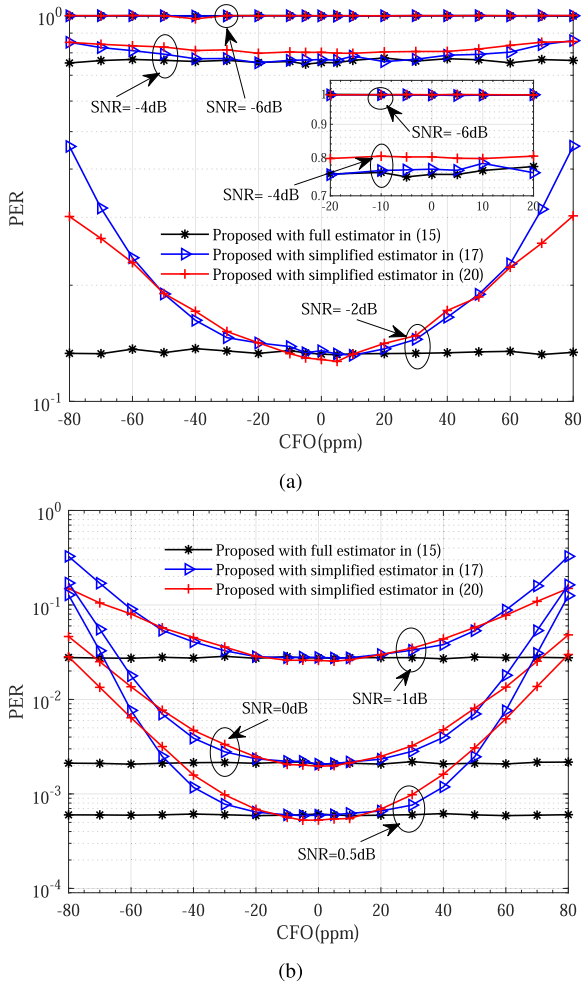 10^0
SNR= -4dB
SNR= -6dB
1
0.9
SNR= -6dB
0.8
SNR= -4dB
0.7
-20 -10 0 10 20
PER
Proposed with full estimator in (15)
Proposed with simplified estimator in (17)
Proposed with simplified estimator in (20)
SNR= -2dB
10^-1
-80 -60 -40 -20 0 20 40 60 80
CFO(ppm)
(a)
10^0
Proposed with full estimator in (15)
Proposed with simplified estimator in (17)
Proposed with simplified estimator in (20)
10^-1
PER
SNR=0dB
SNR= -1dB
10^-2
10^-3
SNR=0.5dB
10^-4
-80 -60 -40 -20 0 20 40 60 80
CFO(ppm)
(b)